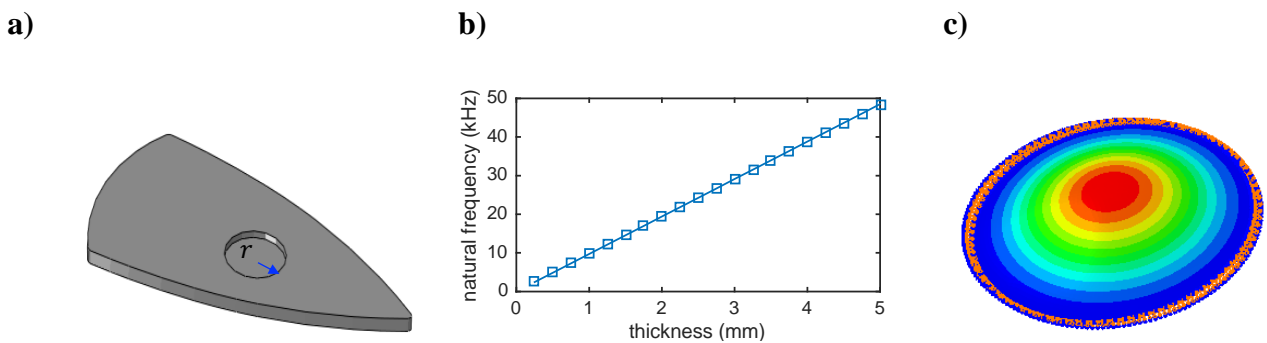 a)
b)
c)
r
natural frequency (kHz)
50
40
30
20
10
0
0 1 2 3 4 5
thickness (mm)